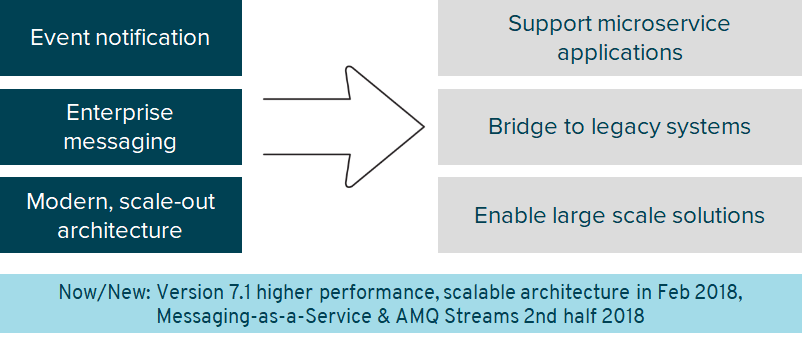 Event notification
Support microservice
applications
Enterprise
messaging
Bridge to legacy systems
Modern, scale-out
architecture
Enable large scale solutions
Now/New: Version 7.1 higher performance, scalable architecture in Feb 2018,
Messaging-as-a-Service & AMQ Streams 2nd half 2018